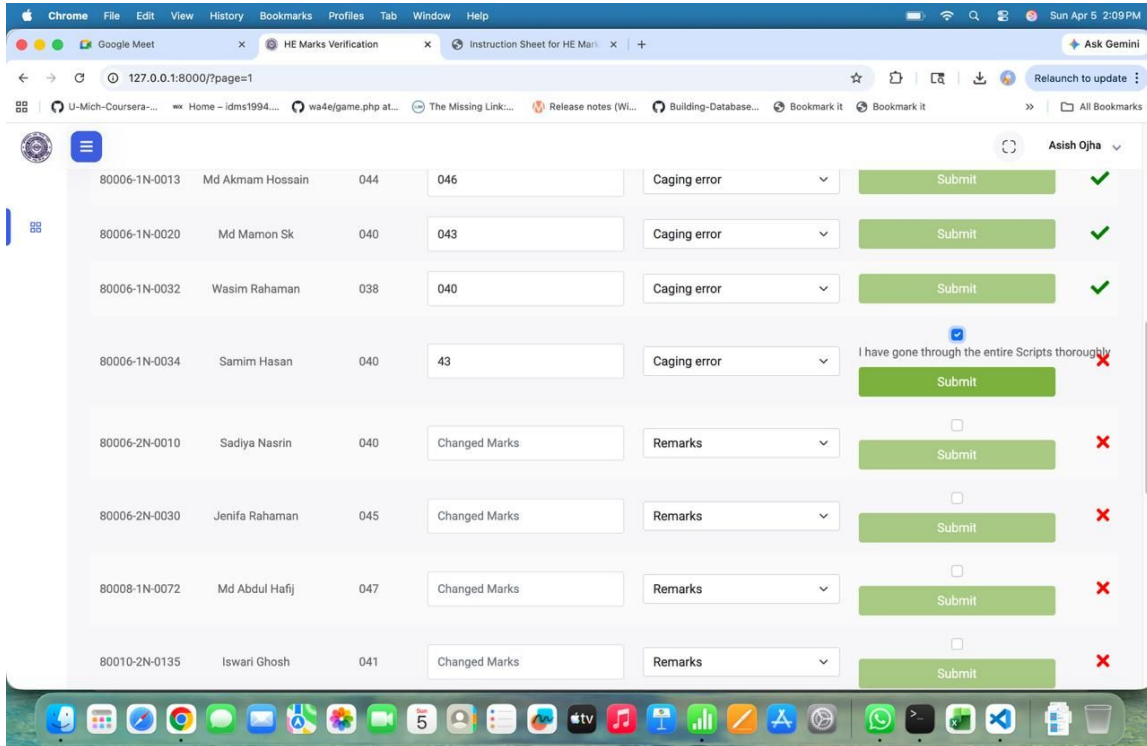 Chrome File Edit View History Bookmarks Profiles Tab Window Help Sun Apr 5 2:09 PM
Google Meet HE Marks Verification Instruction Sheet for HE Mark Ask Gemini
127.0.0.1:8000/?page=1 Relaunch to update
U-Mich-Coursera-... Home – idms1994.... wa4e/game.php at... The Missing Link:... Release notes (Wi... Building-Database... Bookmark it Bookmark it All Bookmarks
Asish Ojha
80006-1N-0013 Md Akmam Hossain 044 046 Caging error Submit
80006-1N-0020 Md Mamon Sk 040 043 Caging error Submit
80006-1N-0032 Wasim Rahaman 038 040 Caging error Submit
I have gone through the entire Scripts thoroughly
80006-1N-0034 Samim Hasan 040 43 Caging error
Submit
80006-2N-0010 Sadiya Nasrin 040 Changed Marks Remarks
Submit
80006-2N-0030 Jenifa Rahaman 045 Changed Marks Remarks
Submit
80008-1N-0072 Md Abdul Hafij 047 Changed Marks Remarks
Submit
80010-2N-0135 Iswari Ghosh 041 Changed Marks Remarks
Submit
Sun
5
tv